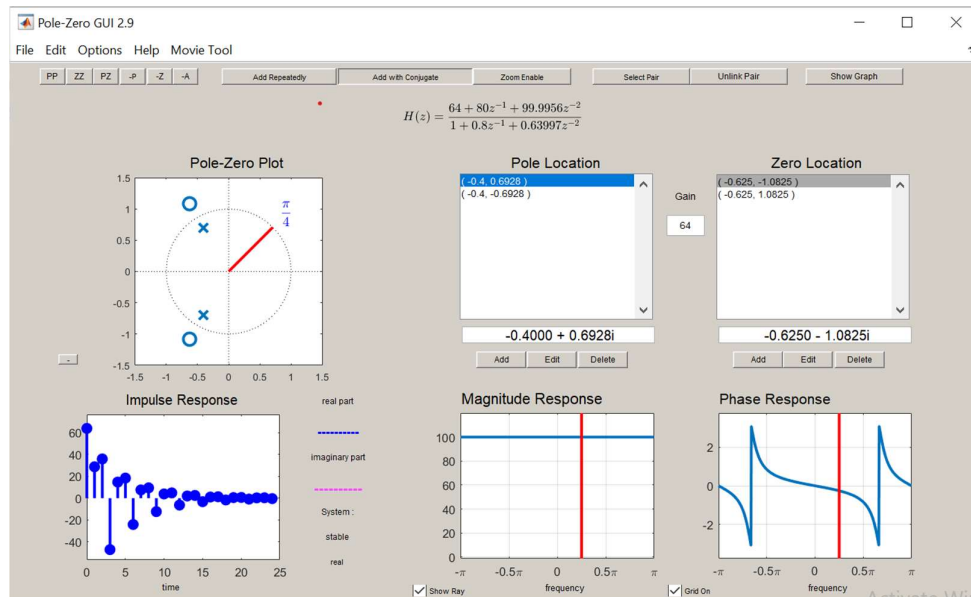 Pole-Zero GUI 2.9
File Edit Options Help Movie Tool
PP ZZ PZ -P -Z -A Add Repeatedly Add with Conjugate Zoom Enable Select Pair Unlink Pair Show Graph
H(z) = \frac{64 + 80z^{-1} + 99.9956z^{-2}}{1 + 0.8z^{-1} + 0.63997z^{-2}}
Pole-Zero Plot
1.5
1
0.5
0
-0.5
-1
-1.5
-1.5 -1 -0.5 0 0.5 1 1.5
π/4
-
Pole Location
( -0.4, 0.6928 )
( -0.4, -0.6928 )
-0.4000 + 0.6928i
Add Edit Delete
Gain
64
Zero Location
( -0.625, -1.0825 )
( -0.625, 1.0825 )
-0.6250 - 1.0825i
Add Edit Delete
Impulse Response
60
40
20
0
-20
-40
0 5 10 15 20 25
time
real part
imaginary part
System :
stable
real
Magnitude Response
100
80
60
40
20
0
-π -0.5π 0 0.5π π
frequency
Show Ray
Phase Response
2
0
-2
-π -0.5π 0 0.5π π
frequency
Grid On